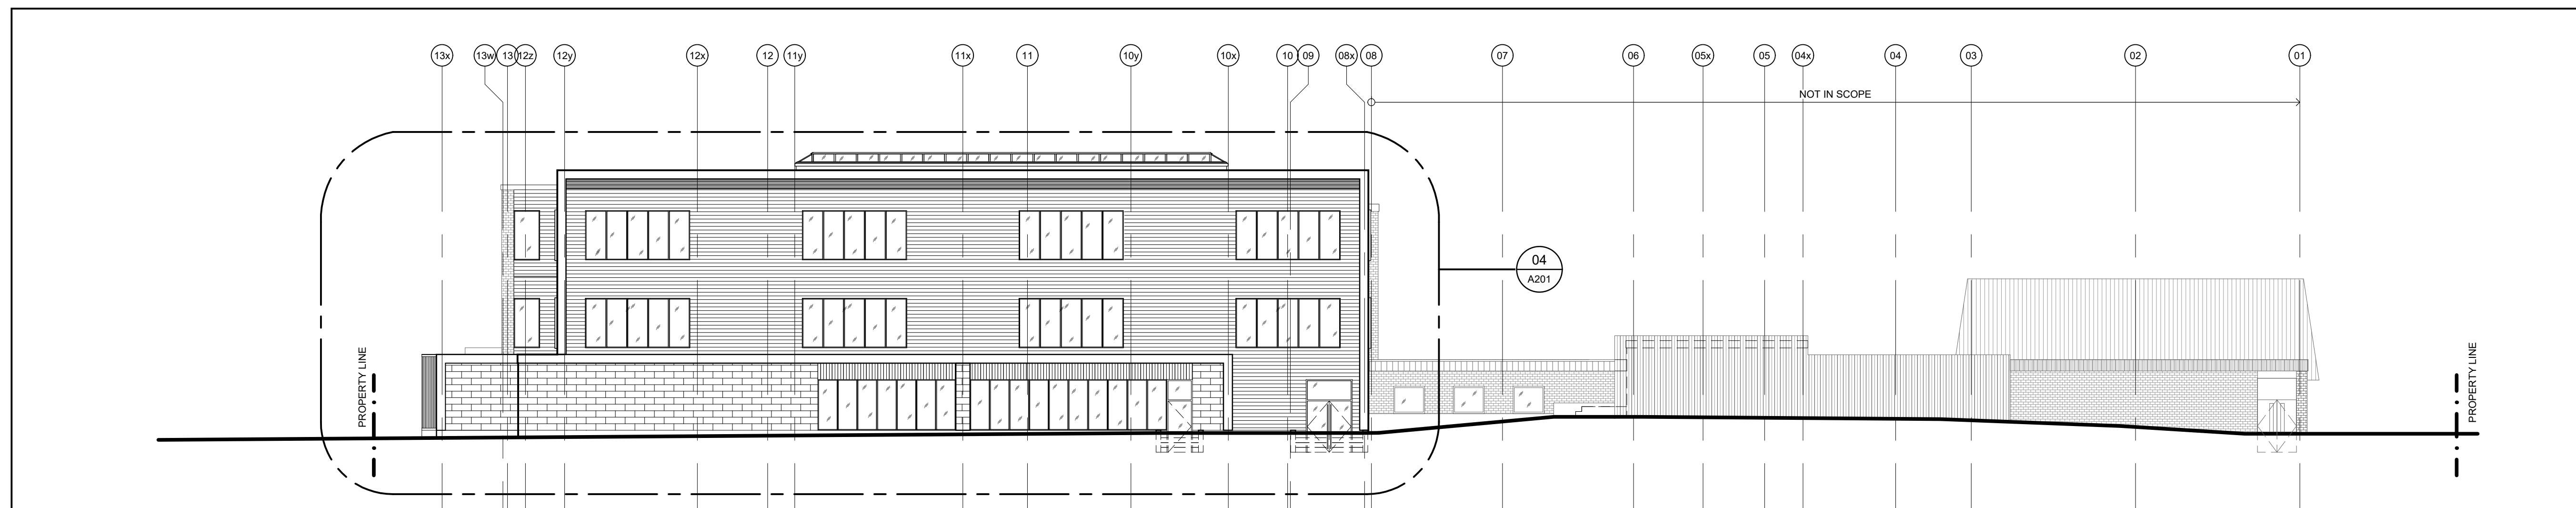 13x
13w
13
12z
12y
12x
12
11y
11x
11
10y
10x
10
09
08x
08
07
06
05x
05
04x
04
03
02
01
NOT IN SCOPE
04
A201
PROPERTY LINE
PROPERTY LINE